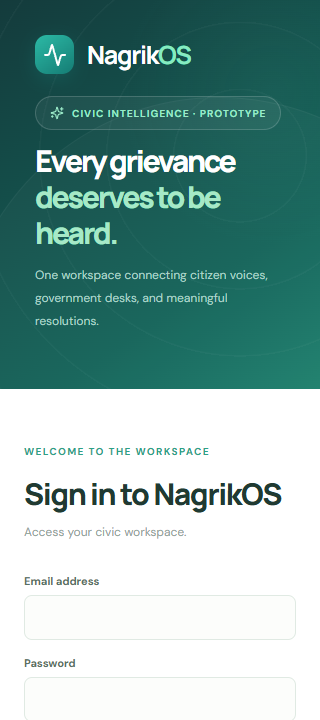 NagrikOS
CIVIC INTELLIGENCE · PROTOTYPE
Every grievance
deserves to be
heard.
One workspace connecting citizen voices,
government desks, and meaningful
resolutions.
WELCOME TO THE WORKSPACE
Sign in to NagrikOS
Access your civic workspace.
Email address
Password